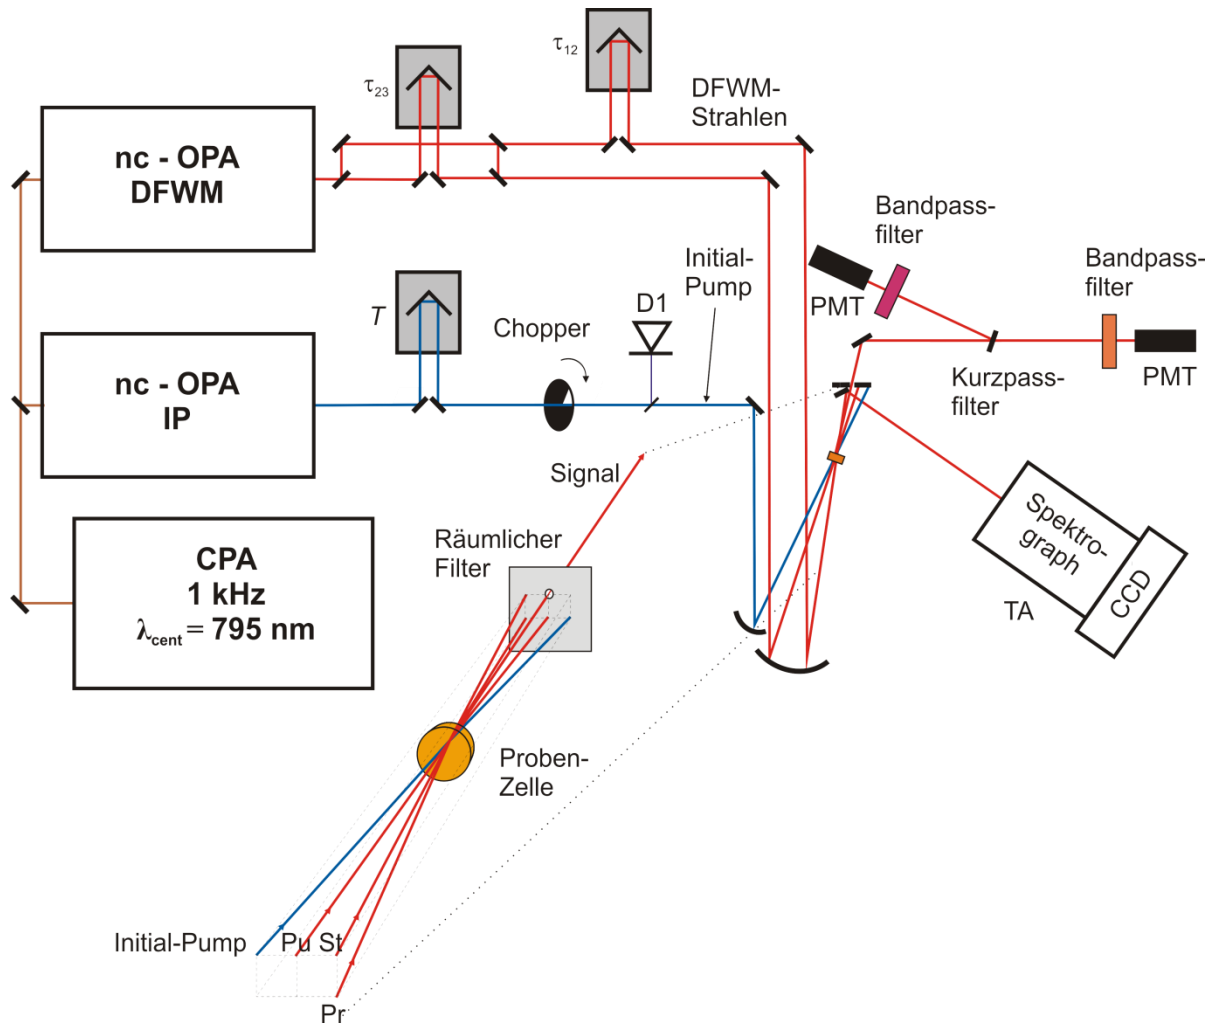 τ12
τ23
DFWM-
Strahlen
nc - OPA
DFWM
Bandpass-
filter
Initial-
Pump
Bandpass-
filter
PMT
D1
T
Chopper
Kurzpass-
filter
PMT
nc - OPA
IP
Signal
Spektro-
graph
CCD
TA
Räumlicher
Filter
CPA
1 kHz
λcent = 795 nm
Proben-
Zelle
Initial-Pump
Pu St
Pr